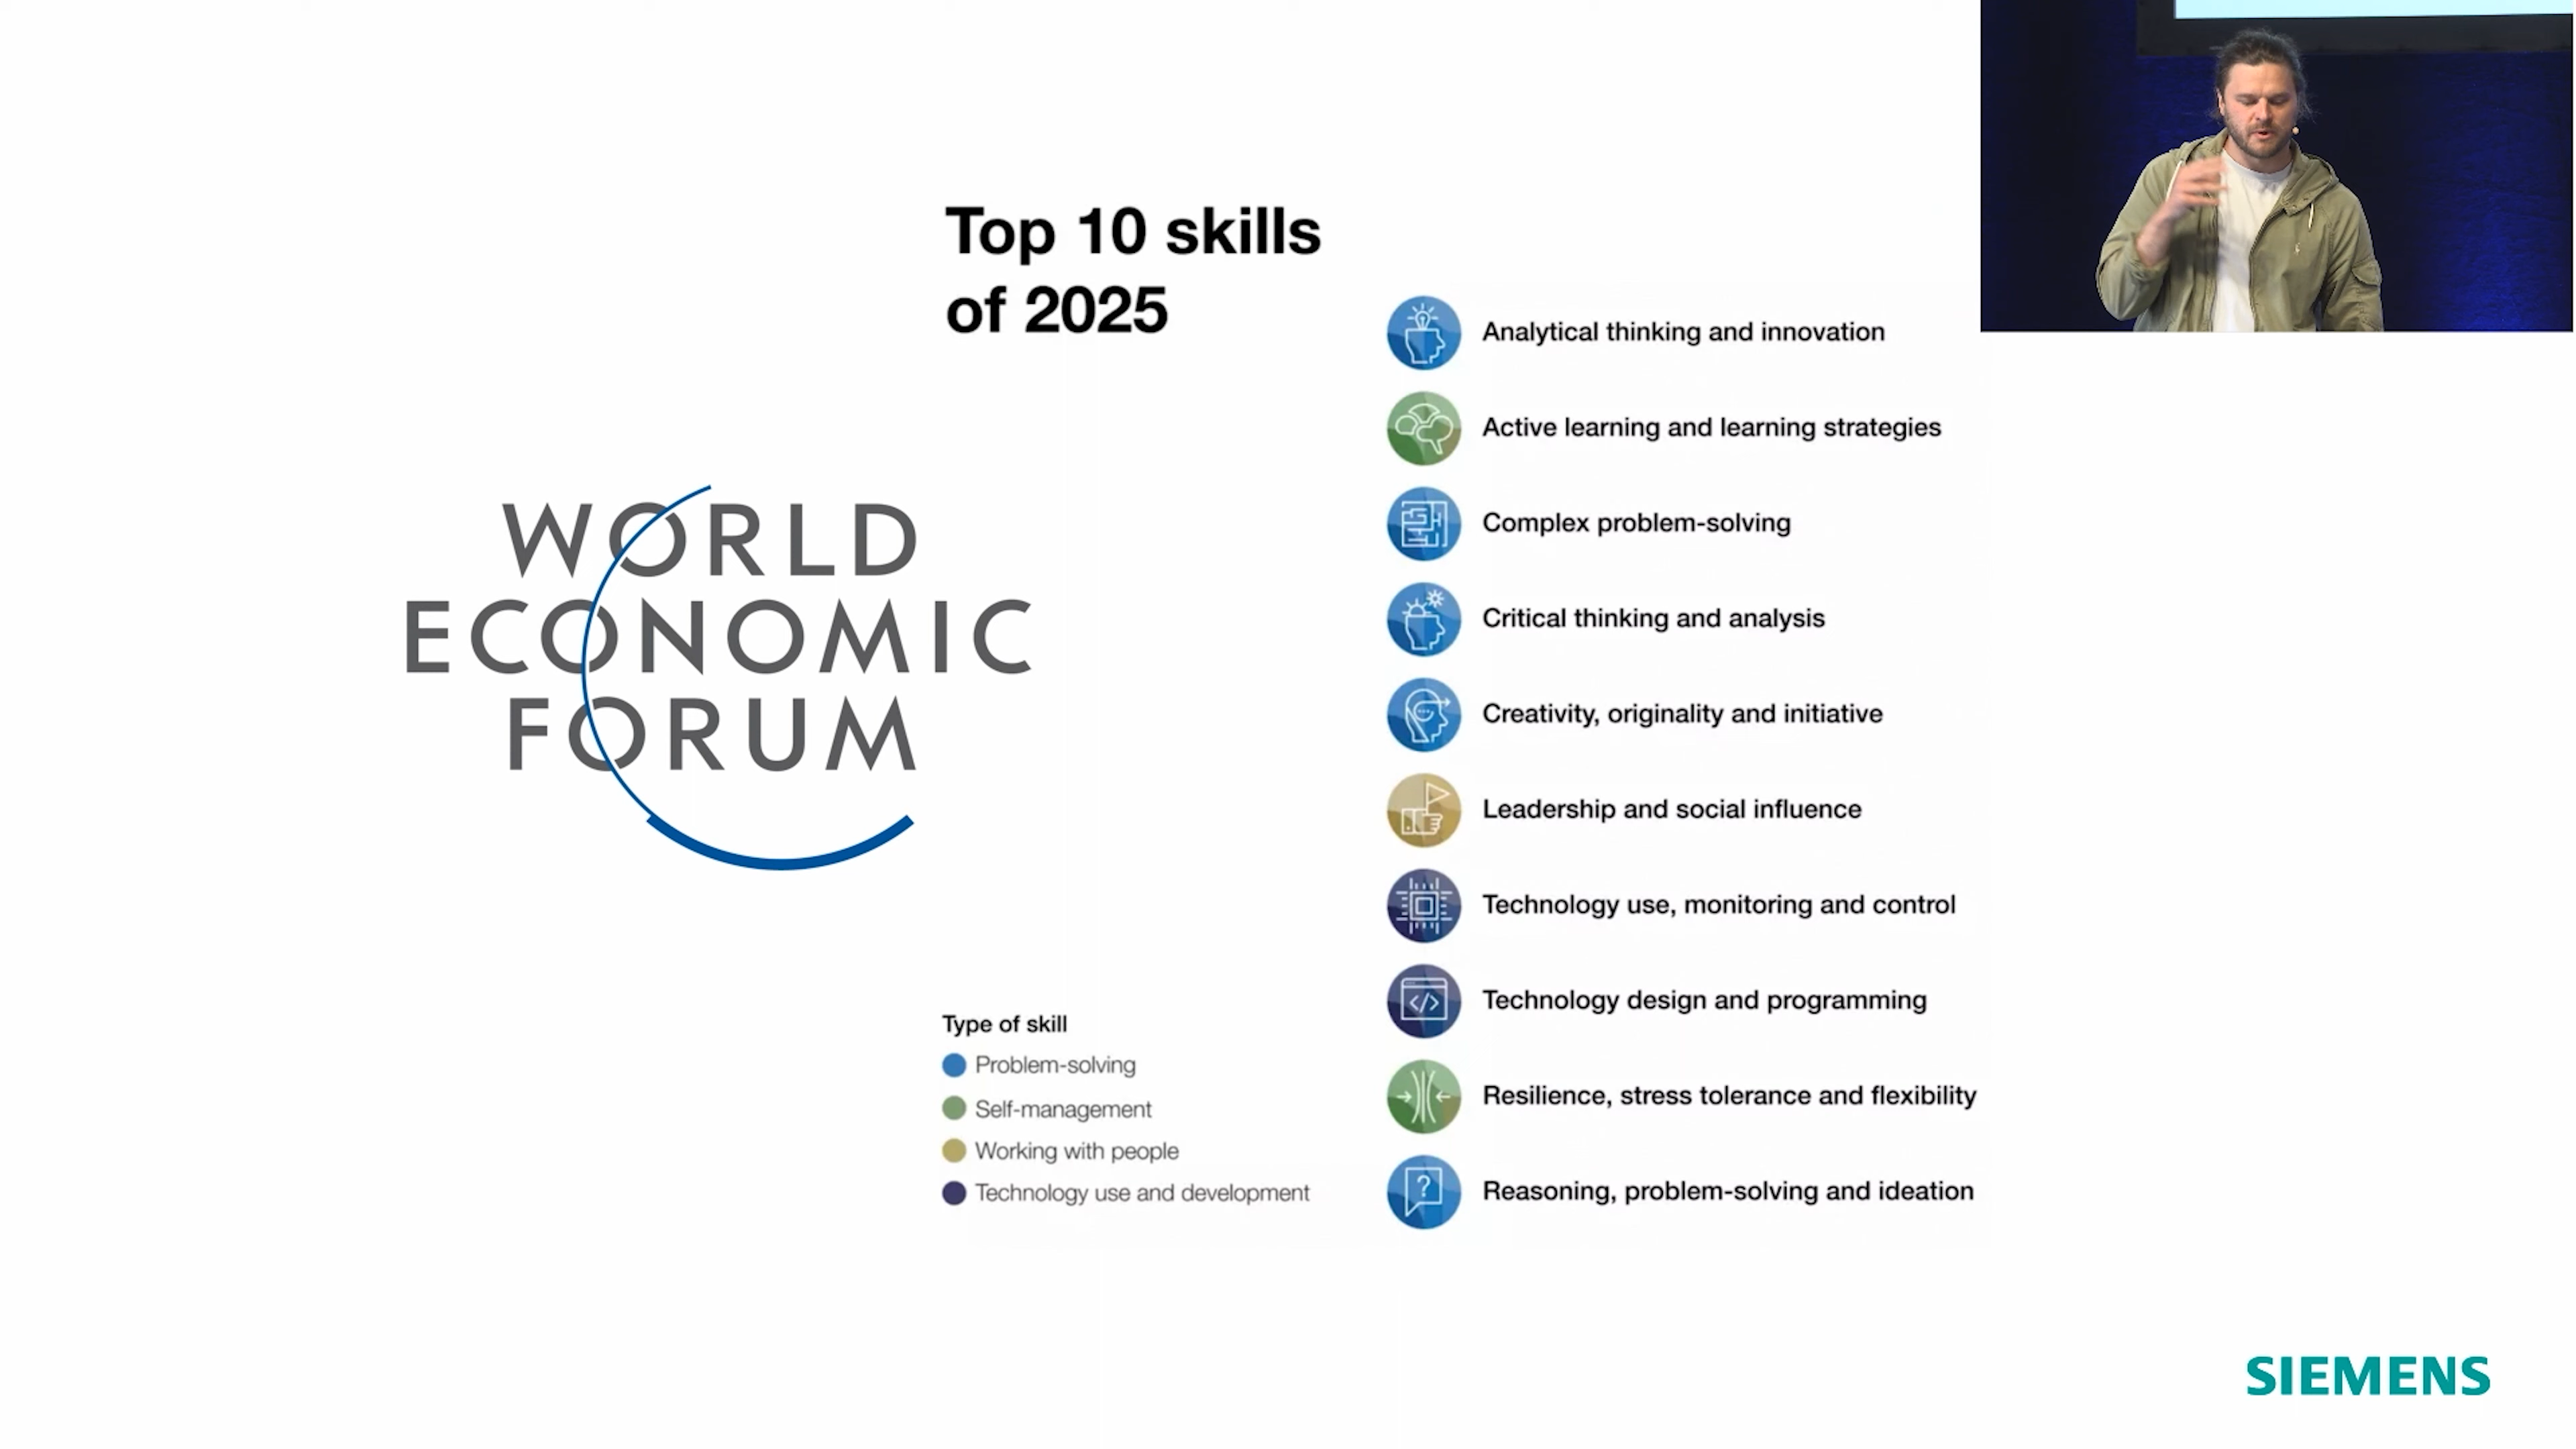 Top 10 skills
of 2025
WORLD
ECONOMIC
FORUM
Analytical thinking and innovation
Active learning and learning strategies
Complex problem-solving
Critical thinking and analysis
Creativity, originality and initiative
Leadership and social influence
Technology use, monitoring and control
</>
Technology design and programming
Resilience, stress tolerance and flexibility
?
Reasoning, problem-solving and ideation
Type of skill
Problem-solving
Self-management
Working with people
Technology use and development
SIEMENS